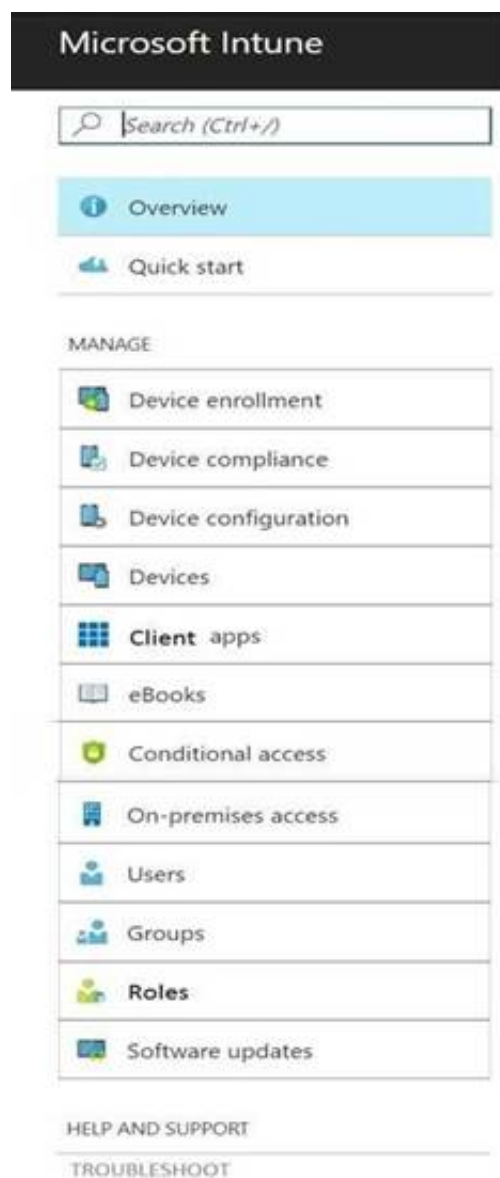 Microsoft Intune
Search (Ctrl+/)
Overview
Quick start
MANAGE
Device enrollment
Device compliance
Device configuration
Devices
Client apps
eBooks
Conditional access
On-premises access
Users
Groups
Roles
Software updates
HELP AND SUPPORT
TROUBLESHOOT